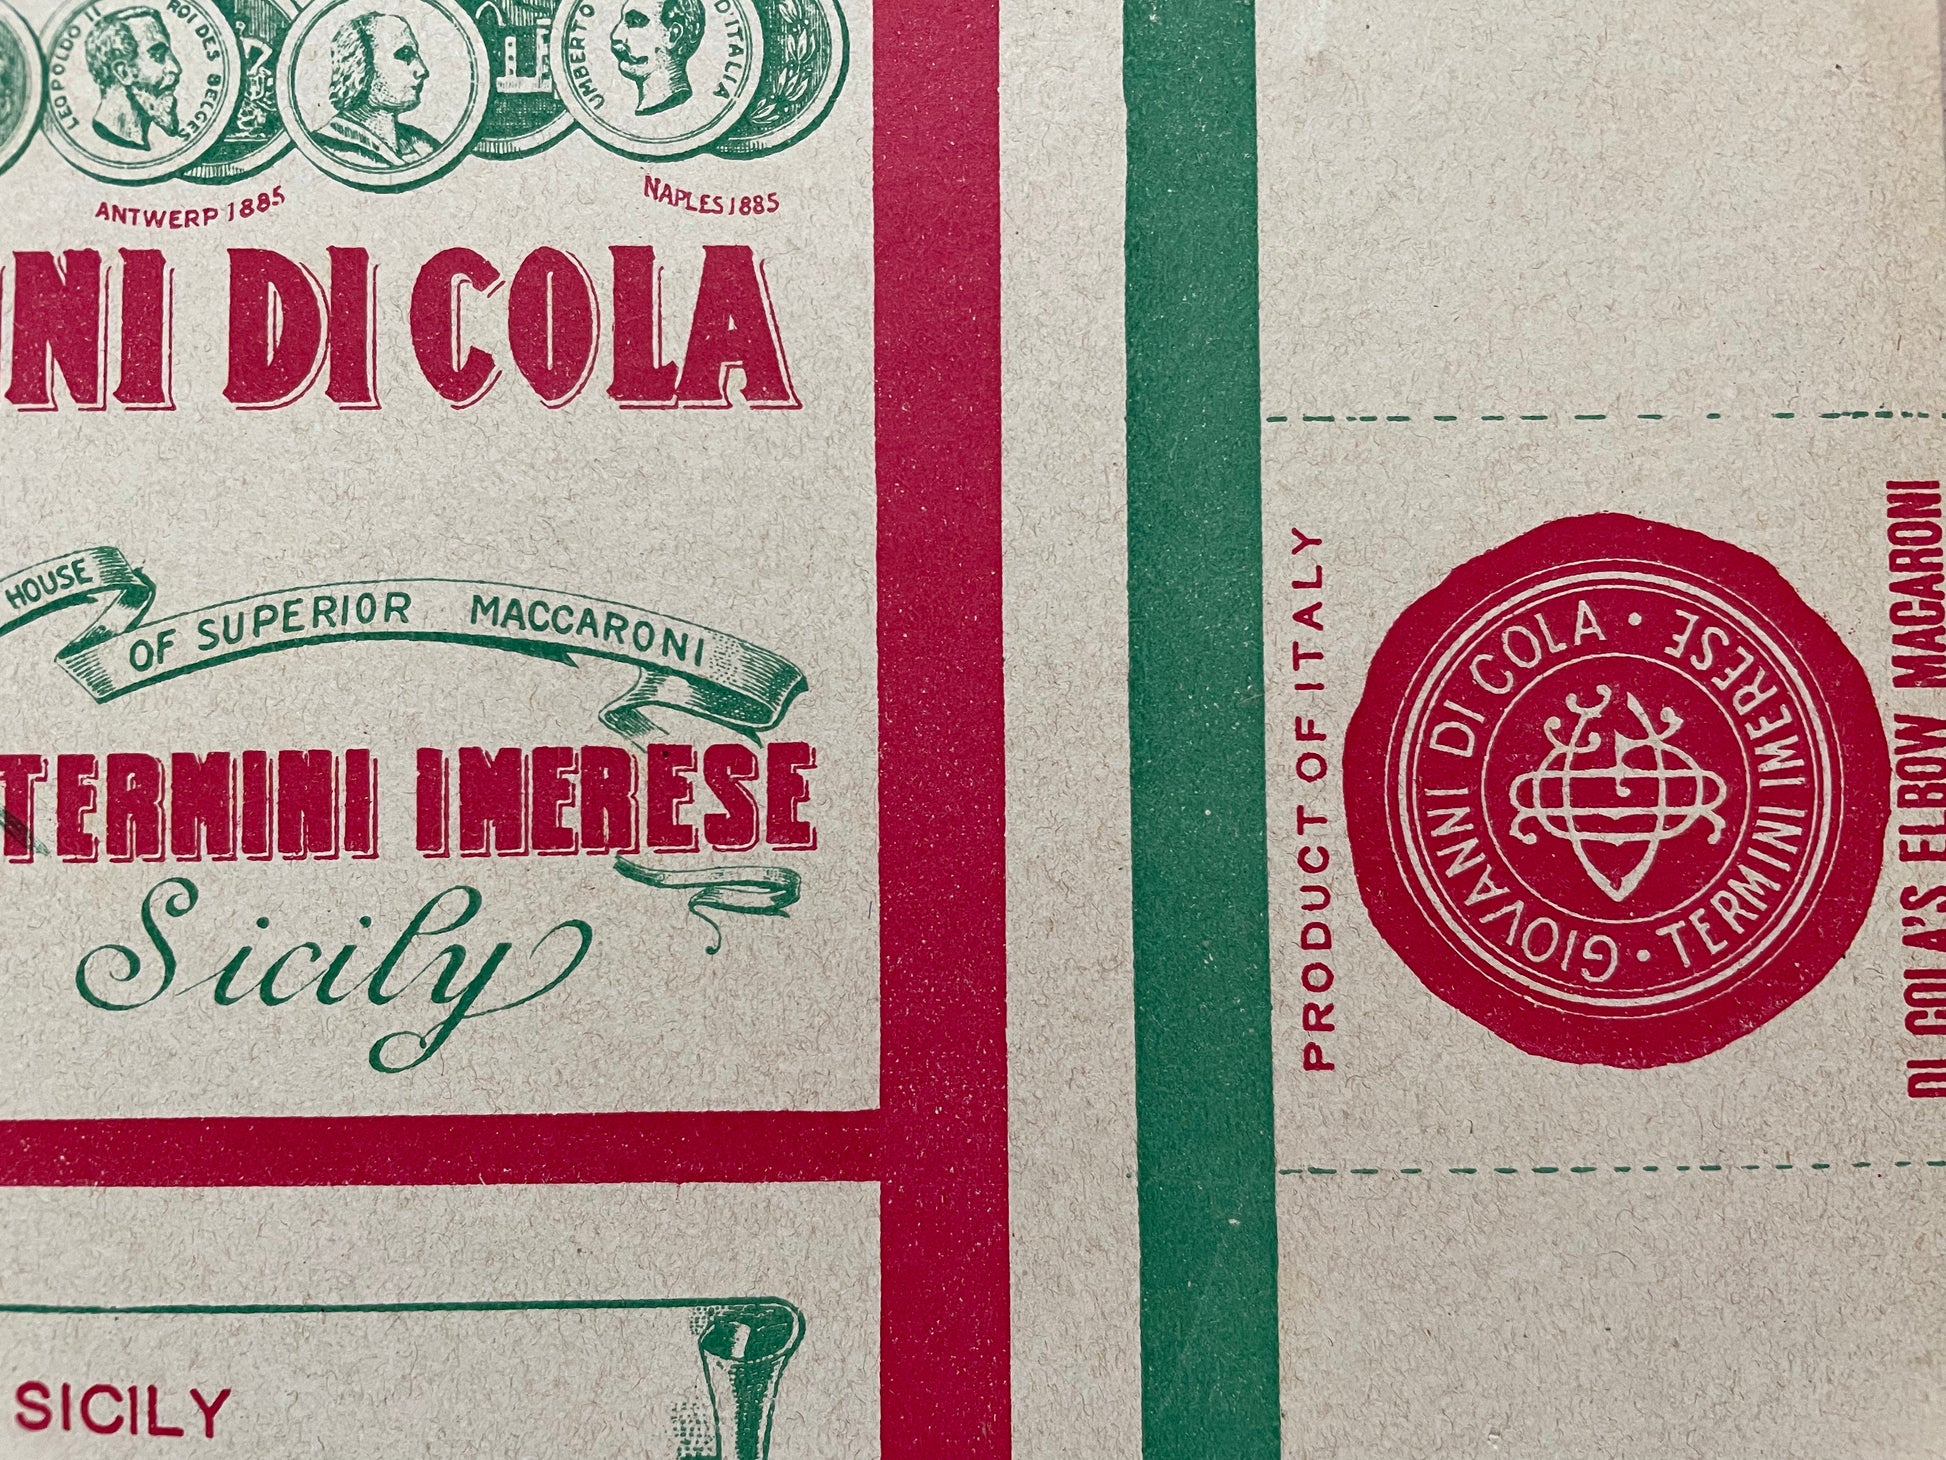 LEOPOLDO II ROI DES BELGES
UMBERTO D'ITALIA
ANTWERP 1885
NAPLES 1885
NI DI COLA
HOUSE
OF SUPERIOR MACCARONI
TERMINI IMERESE
Sicily
SICILY
PRODUCT OF ITALY
GIOVANNI DI COLA · TERMINI IMERESE ·
DI COLA'S ELBOW MACARONI